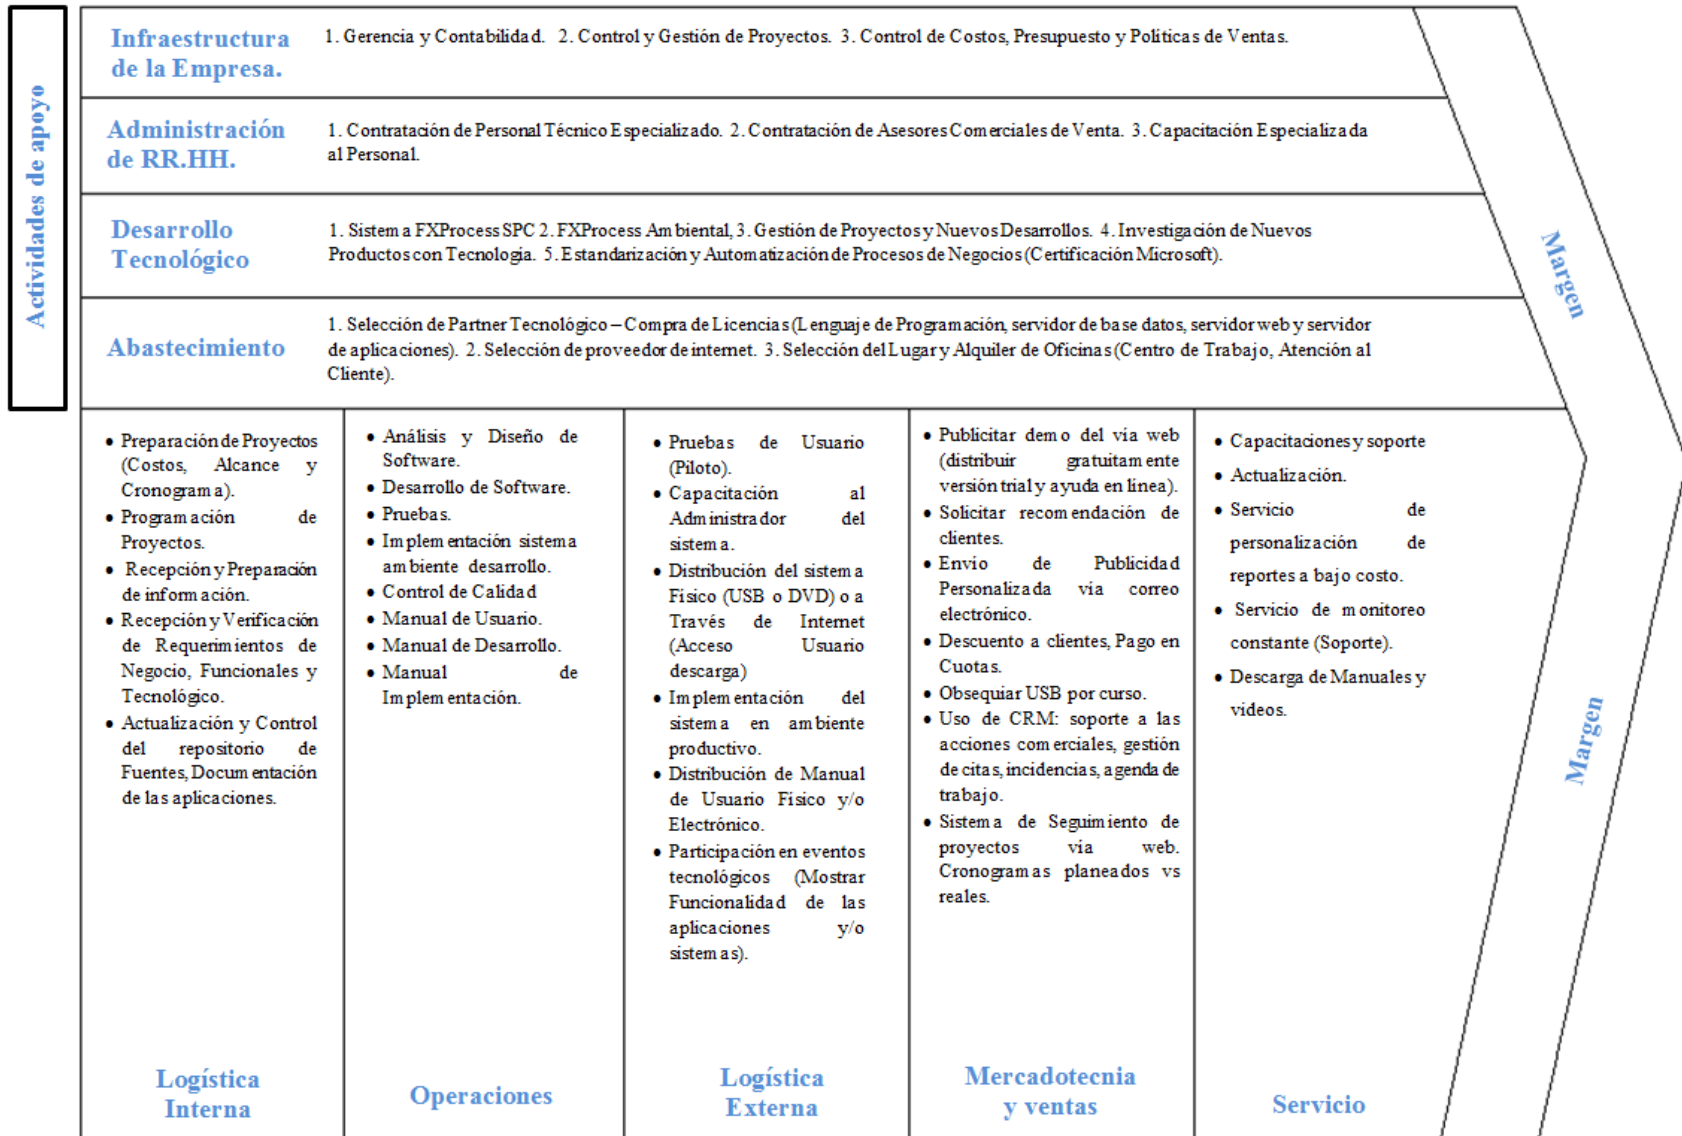 Actividades de apoyo
Infraestructura
de la Empresa.
1. Gerencia y Contabilidad. 2. Control y Gestión de Proyectos. 3. Control de Costos, Presupuesto y Políticas de Ventas.
Administración
de RR.HH.
1. Contratación de Personal Técnico Especializado. 2. Contratación de Asesores Comerciales de Venta. 3. Capacitación Especializada
al Personal.
Desarrollo
Tecnológico
1. Sistema FXProcess SPC 2. FXProcess Ambiental, 3. Gestión de Proyectos y Nuevos Desarrollos. 4. Investigación de Nuevos
Productos con Tecnología. 5. Estandarización y Automatización de Procesos de Negocios (Certificación Microsoft).
Abastecimiento
1. Selección de Partner Tecnológico – Compra de Licencias (Lenguaje de Programación, servidor de base datos, servidor web y servidor
de aplicaciones). 2. Selección de proveedor de internet. 3. Selección del Lugar y Alquiler de Oficinas (Centro de Trabajo, Atención al
Cliente).
Margen
• Preparación de Proyectos
(Costos, Alcance y
Cronograma).
• Programación de
Proyectos.
• Recepción y Preparación
de información.
• Recepción y Verificación
de Requerimientos de
Negocio, Funcionales y
Tecnológico.
• Actualización y Control
del repositorio de
Fuentes, Documentación
de las aplicaciones.
Logística
Interna
• Análisis y Diseño de
Software.
• Desarrollo de Software.
• Pruebas.
• Implementación sistema
ambiente desarrollo.
• Control de Calidad
• Manual de Usuario.
• Manual de Desarrollo.
• Manual de
Implementación.
Operaciones
• Pruebas de Usuario
(Piloto).
• Capacitación al
Administrador del
sistema.
• Distribución del sistema
Físico (USB o DVD) o a
Través de Internet
(Acceso Usuario
descarga)
• Implementación del
sistema en ambiente
productivo.
• Distribución de Manual
de Usuario Físico y/o
Electrónico.
• Participación en eventos
tecnológicos (Mostrar
Funcionalidad de las
aplicaciones y/o
sistemas).
Logística
Externa
• Publicitar demo del vía web
(distribuir gratuitamente
versión trial y ayuda en línea).
• Solicitar recomendación de
clientes.
• Envío de Publicidad
Personalizada vía correo
electrónico.
• Descuento a clientes, Pago en
Cuotas.
• Obsequiar USB por curso.
• Uso de CRM: soporte a las
acciones comerciales, gestión
de citas, incidencias, agenda de
trabajo.
• Sistema de Seguimiento de
proyectos vía web.
Cronogramas planeados vs
reales.
Mercadotecnia
y ventas
• Capacitaciones y soporte
• Actualización.
• Servicio de
personalización de
reportes a bajo costo.
• Servicio de monitoreo
constante (Soporte).
• Descarga de Manuales y
videos.
Servicio
Margen